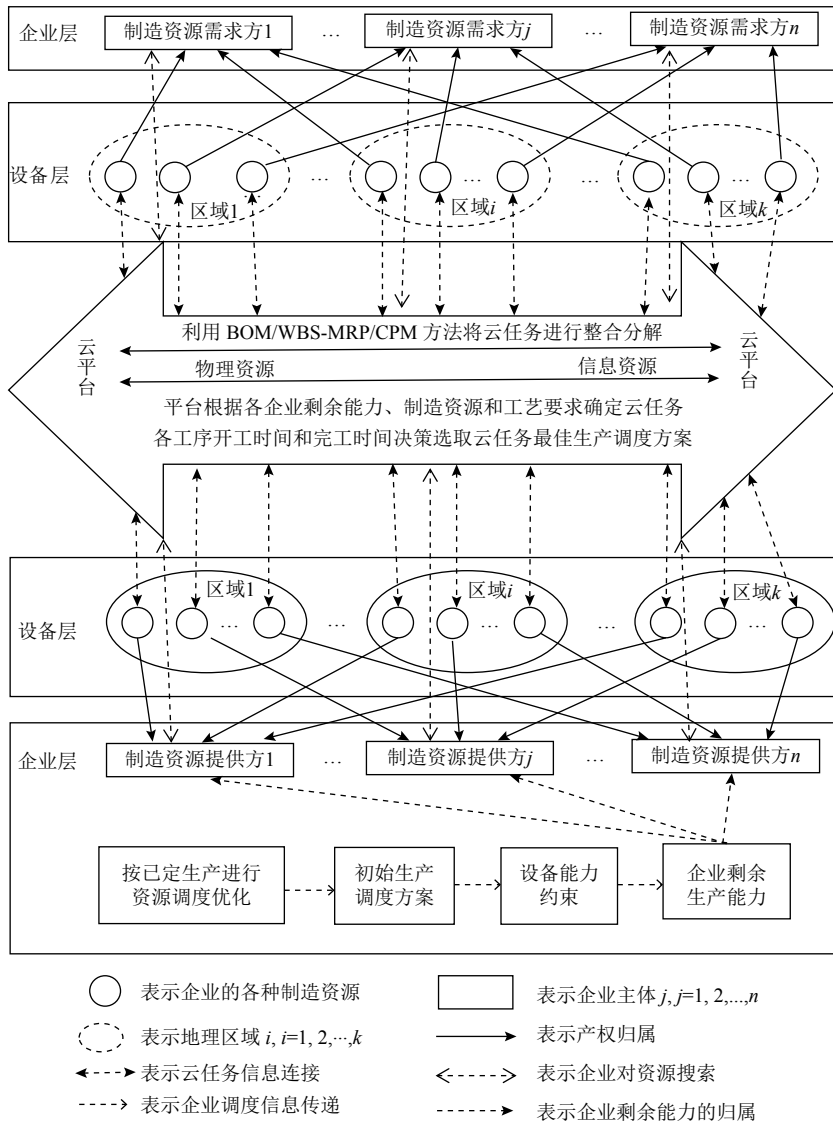 企业层
制造资源需求方1
…
制造资源需求方j
…
制造资源需求方n
设备层
…
…
…
…
区域1
区域i
区域k
利用 BOM/WBS-MRP/CPM 方法将云任务进行整合分解
云平台
物理资源
信息资源
云平台
平台根据各企业剩余能力、制造资源和工艺要求确定云任务
各工序开工时间和完工时间决策选取云任务最佳生产调度方案
区域1
区域i
区域k
设备层
…
…
…
…
…
企业层
制造资源提供方1
…
制造资源提供方j
…
制造资源提供方n
按已定生产进行
资源调度优化
初始生产
调度方案
设备能力
约束
企业剩余
生产能力
表示企业的各种制造资源
表示企业主体 j, j=1, 2,...,n
表示地理区域 i, i=1, 2,···,k
表示产权归属
表示云任务信息连接
表示企业对资源搜索
表示企业调度信息传递
表示企业剩余能力的归属